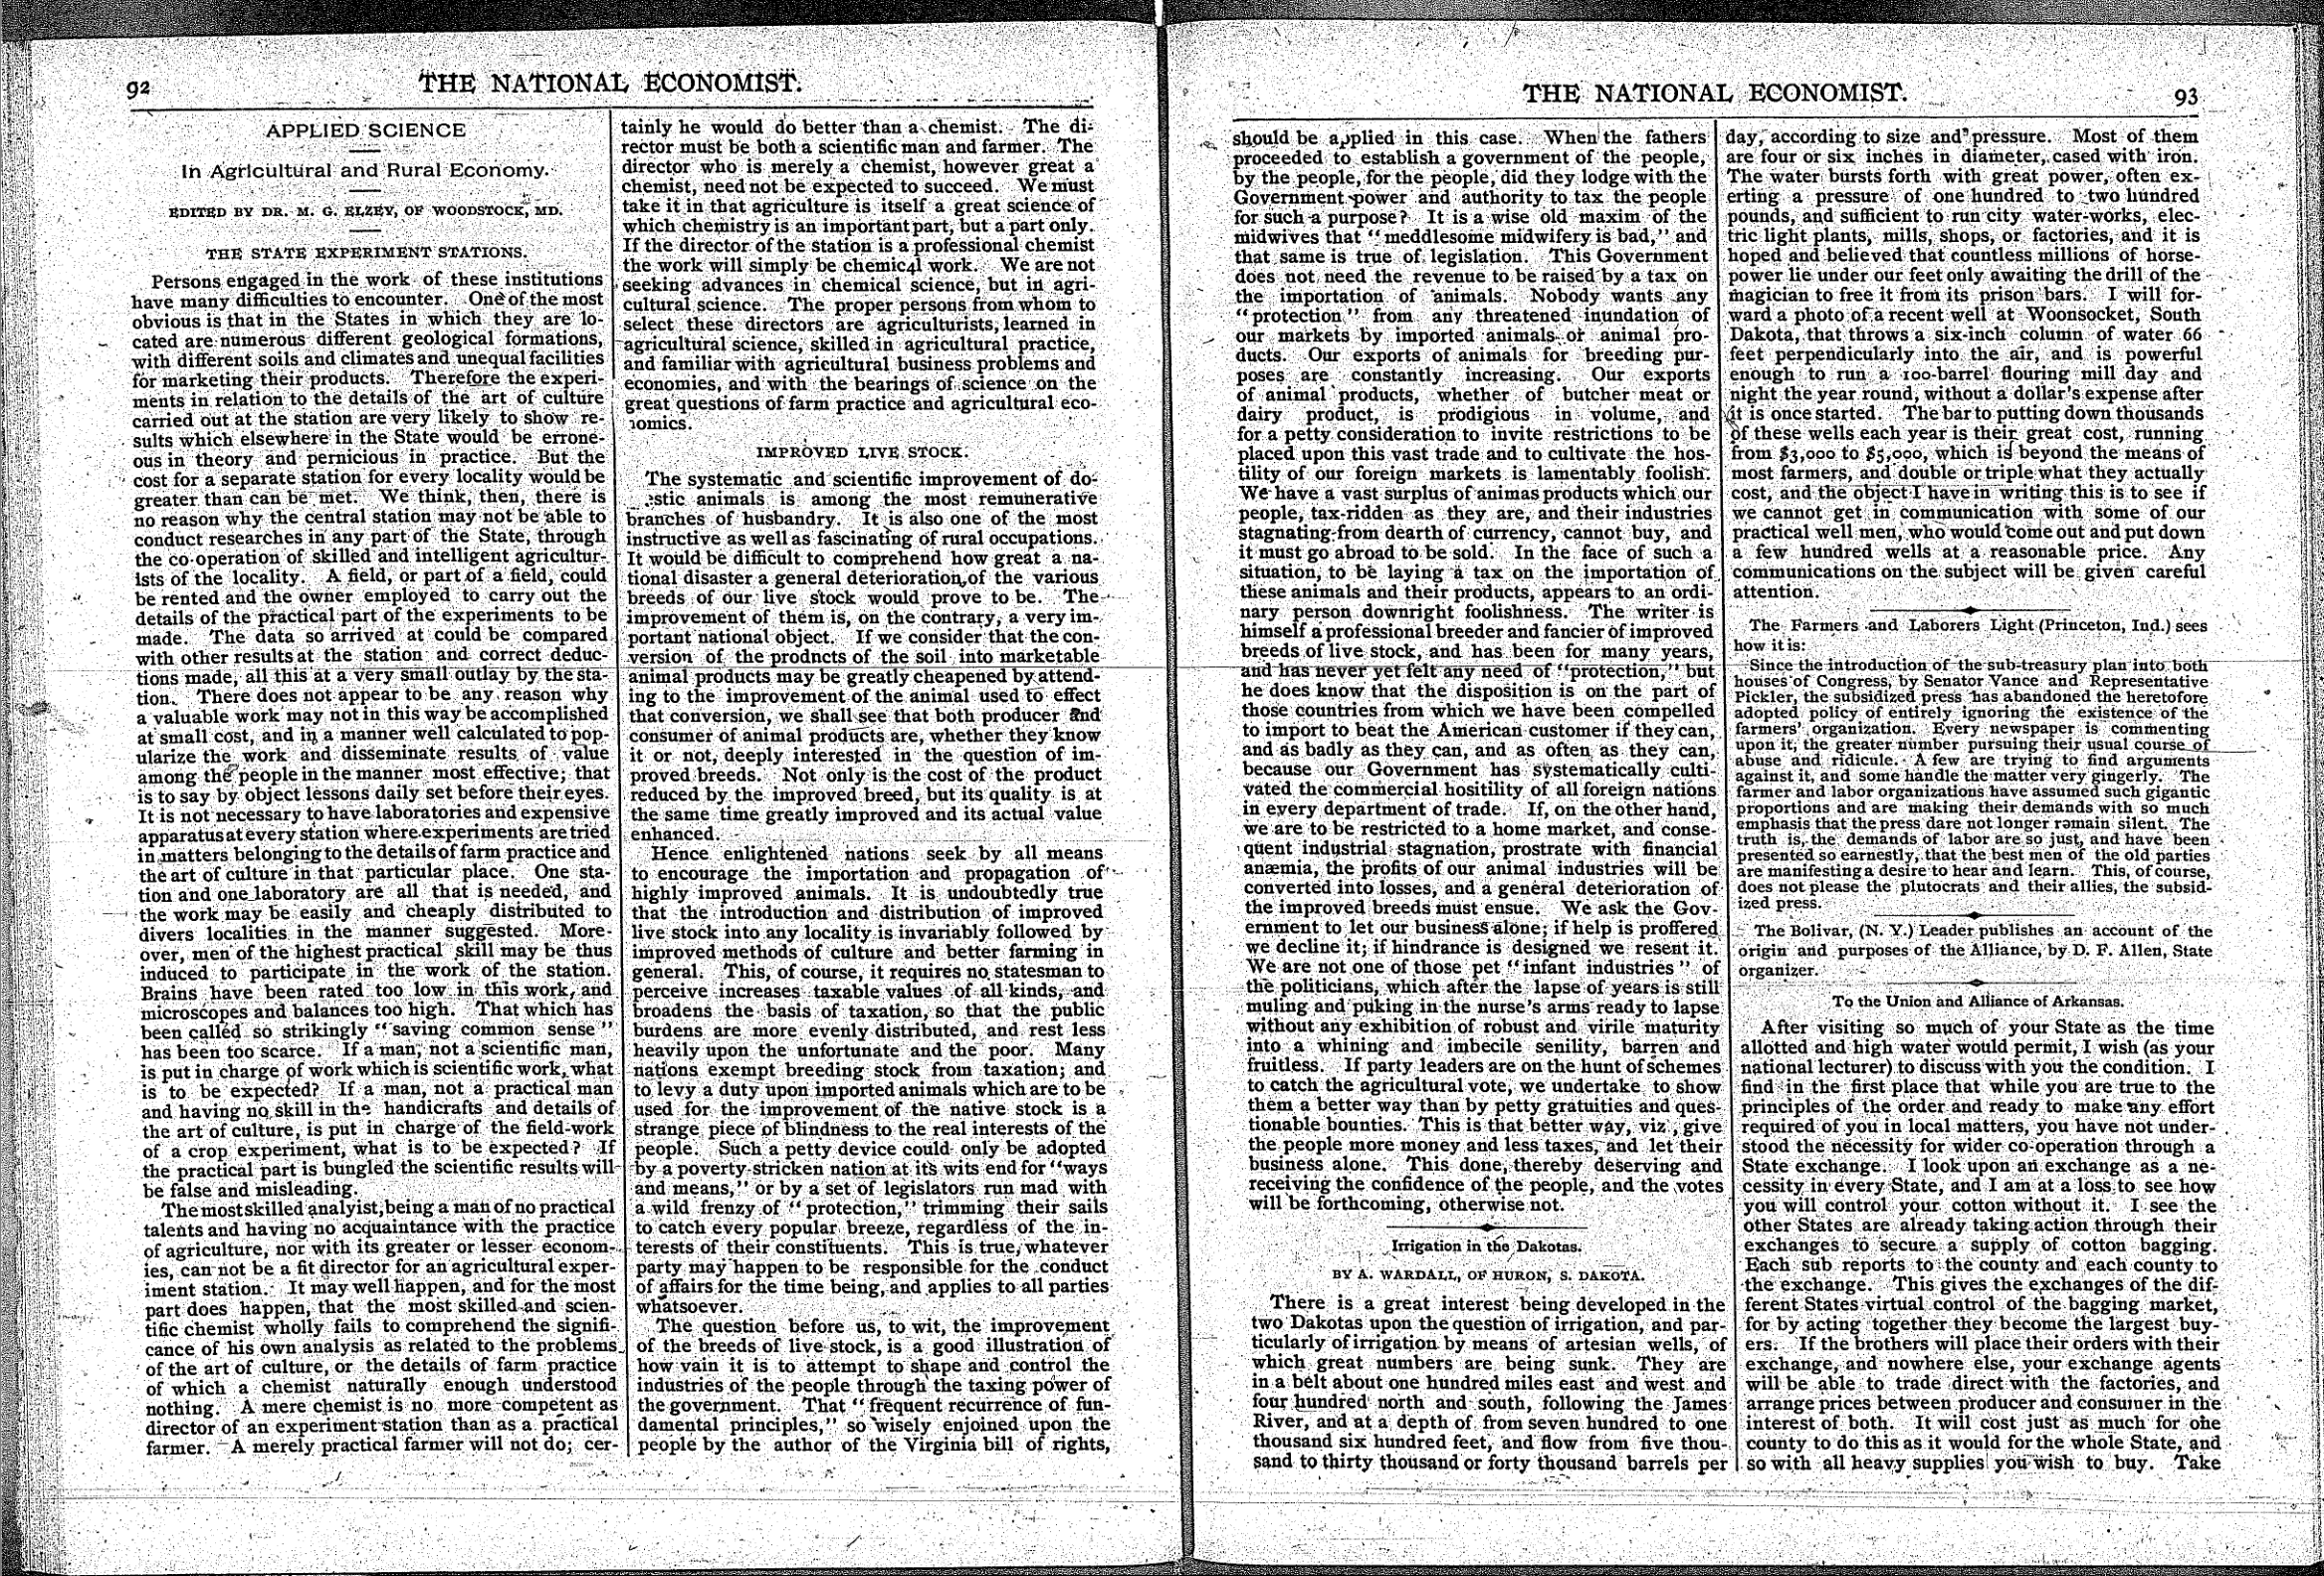 92
THE NATIONAL ECONOMIST.
APPLIED SCIENCE
In Agricultural and Rural Economy.
EDITED BY DR. M. G. ELZEY, OF WOODSTOCK, MD.
THE STATE EXPERIMENT STATIONS.
Persons engaged in the work of these institutions
have many difficulties to encounter. One of the most
obvious is that in the States in which they are lo-
cated are numerous different geological formations,
with different soils and climates and unequal facilities
for marketing their products. Therefore the experi-
ments in relation to the details of the art of culture
carried out at the station are very likely to show re-
sults which elsewhere in the State would be errone-
ous in theory and pernicious in practice. But the
cost for a separate station for every locality would be
greater than can be met. We think, then, there is
no reason why the central station may not be able to
conduct researches in any part of the State, through
the co-operation of skilled and intelligent agricultur-
ists of the locality. A field, or part of a field, could
be rented and the owner employed to carry out the
details of the practical part of the experiments to be
made. The data so arrived at could be compared
with other results at the station and correct deduc-
tions made, all this at a very small outlay by the sta-
tion. There does not appear to be any reason why
a valuable work may not in this way be accomplished
at small cost, and in a manner well calculated to pop-
ularize the work and disseminate results of value
among the people in the manner most effective; that
is to say by object lessons daily set before their eyes.
It is not necessary to have laboratories and expensive
apparatus at every station where experiments are tried
in matters belonging to the details of farm practice and
the art of culture in that particular place. One sta-
tion and one laboratory are all that is needed, and
the work may be easily and cheaply distributed to
divers localities in the manner suggested. More-
over, men of the highest practical skill may be thus
induced to participate in the work of the station.
Brains have been rated too low in this work, and
microscopes and balances too high. That which has
been called so strikingly "saving common sense"
has been too scarce. If a man, not a scientific man,
is put in charge of work which is scientific work, what
is to be expected? If a man, not a practical man
and having no skill in the handicrafts and details of
the art of culture, is put in charge of the field-work
of a crop experiment, what is to be expected? If
the practical part is bungled the scientific results will
be false and misleading.
The most skilled analyist, being a man of no practical
talents and having no acquaintance with the practice
of agriculture, nor with its greater or lesser econom-
ies, can not be a fit director for an agricultural exper-
iment station. It may well happen, and for the most
part does happen, that the most skilled and scien-
tific chemist wholly fails to comprehend the signifi-
cance of his own analysis as related to the problems
of the art of culture, or the details of farm practice
of which a chemist naturally enough understood
nothing. A mere chemist is no more competent as
director of an experiment station than as a practical
farmer. A merely practical farmer will not do; cer-
tainly he would do better than a chemist. The di-
rector must be both a scientific man and farmer. The
director who is merely a chemist, however great a
chemist, need not be expected to succeed. We must
take it in that agriculture is itself a great science of
which chemistry is an important part, but a part only.
If the director of the station is a professional chemist
the work will simply be chemical work. We are not
seeking advances in chemical science, but in agri-
cultural science. The proper persons from whom to
select these directors are agriculturists, learned in
agricultural science, skilled in agricultural practice,
and familiar with agricultural business problems and
economies, and with the bearings of science on the
great questions of farm practice and agricultural eco-
nomics.
IMPROVED LIVE STOCK.
The systematic and scientific improvement of do-
estic animals is among the most remunerative
branches of husbandry. It is also one of the most
instructive as well as fascinating of rural occupations.
It would be difficult to comprehend how great a na-
tional disaster a general deterioration of the various
breeds of our live stock would prove to be. The
improvement of them is, on the contrary, a very im-
portant national object. If we consider that the con-
version of the prodncts of the soil into marketable
animal products may be greatly cheapened by attend-
ing to the improvement of the animal used to effect
that conversion, we shall see that both producer and
consumer of animal products are, whether they know
it or not, deeply interested in the question of im-
proved breeds. Not only is the cost of the product
reduced by the improved breed, but its quality is at
the same time greatly improved and its actual value
enhanced.
Hence enlightened nations seek by all means
to encourage the importation and propagation of
highly improved animals. It is undoubtedly true
that the introduction and distribution of improved
live stock into any locality is invariably followed by
improved methods of culture and better farming in
general. This, of course, it requires no statesman to
perceive increases taxable values of all kinds, and
broadens the basis of taxation, so that the public
burdens are more evenly distributed, and rest less
heavily upon the unfortunate and the poor. Many
nations exempt breeding stock from taxation; and
to levy a duty upon imported animals which are to be
used for the improvement of the native stock is a
strange piece of blindness to the real interests of the
people. Such a petty device could only be adopted
by a poverty-stricken nation at its wits end for "ways
and means," or by a set of legislators run mad with
a wild frenzy of "protection," trimming their sails
to catch every popular breeze, regardless of the in-
terests of their constituents. This is true, whatever
party may happen to be responsible for the conduct
of affairs for the time being, and applies to all parties
whatsoever.
The question before us, to wit, the improvement
of the breeds of live stock, is a good illustration of
how vain it is to attempt to shape and control the
industries of the people through the taxing power of
the government. That "frequent recurrence of fun-
damental principles," so wisely enjoined upon the
people by the author of the Virginia bill of rights,
THE NATIONAL ECONOMIST.
93
should be applied in this case. When the fathers
proceeded to establish a government of the people,
by the people, for the people, did they lodge with the
Government power and authority to tax the people
for such a purpose? It is a wise old maxim of the
midwives that "meddlesome midwifery is bad," and
that same is true of legislation. This Government
does not need the revenue to be raised by a tax on
the importation of animals. Nobody wants any
"protection" from any threatened inundation of
our markets by imported animals or animal pro-
ducts. Our exports of animals for breeding pur-
poses are constantly increasing. Our exports
of animal products, whether of butcher meat or
dairy product, is prodigious in volume, and
for a petty consideration to invite restrictions to be
placed upon this vast trade and to cultivate the hos-
tility of our foreign markets is lamentably foolish.
We have a vast surplus of animas products which our
people, tax-ridden as they are, and their industries
stagnating from dearth of currency, cannot buy, and
it must go abroad to be sold. In the face of such a
situation, to be laying a tax on the importation of
these animals and their products, appears to an ordi-
nary person downright foolishness. The writer is
himself a professional breeder and fancier of improved
breeds of live stock, and has been for many years,
and has never yet felt any need of "protection," but
he does know that the disposition is on the part of
those countries from which we have been compelled
to import to beat the American customer if they can,
and as badly as they can, and as often as they can,
because our Government has systematically culti-
vated the commercial hositility of all foreign nations
in every department of trade. If, on the other hand,
we are to be restricted to a home market, and conse-
quent industrial stagnation, prostrate with financial
anæmia, the profits of our animal industries will be
converted into losses, and a general deterioration of
the improved breeds must ensue. We ask the Gov-
ernment to let our business alone; if help is proffered
we decline it; if hindrance is designed we resent it.
We are not one of those pet "infant industries" of
the politicians, which after the lapse of years is still
muling and puking in the nurse's arms ready to lapse
without any exhibition of robust and virile maturity
into a whining and imbecile senility, barren and
fruitless. If party leaders are on the hunt of schemes
to catch the agricultural vote, we undertake to show
them a better way than by petty gratuities and ques-
tionable bounties. This is that better way, viz., give
the people more money and less taxes, and let their
business alone. This done, thereby deserving and
receiving the confidence of the people, and the votes
will be forthcoming, otherwise not.
Irrigation in the Dakotas.
BY A. WARDALL, OF HURON, S. DAKOTA.
There is a great interest being developed in the
two Dakotas upon the question of irrigation, and par-
ticularly of irrigation by means of artesian wells, of
which great numbers are being sunk. They are
in a belt about one hundred miles east and west and
four hundred north and south, following the James
River, and at a depth of from seven hundred to one
thousand six hundred feet, and flow from five thou-
sand to thirty thousand or forty thousand barrels per
day, according to size and pressure. Most of them
are four or six inches in diameter, cased with iron.
The water bursts forth with great power, often ex-
erting a pressure of one hundred to two hundred
pounds, and sufficient to run city water-works, elec-
tric light plants, mills, shops, or factories, and it is
hoped and believed that countless millions of horse-
power lie under our feet only awaiting the drill of the
magician to free it from its prison bars. I will for-
ward a photo of a recent well at Woonsocket, South
Dakota, that throws a six-inch column of water 66
feet perpendicularly into the air, and is powerful
enough to run a 100-barrel flouring mill day and
night the year round, without a dollar's expense after
it is once started. The bar to putting down thousands
of these wells each year is their great cost, running
from $3,000 to $5,000, which is beyond the means of
most farmers, and double or triple what they actually
cost, and the object I have in writing this is to see if
we cannot get in communication with some of our
practical well men, who would come out and put down
a few hundred wells at a reasonable price. Any
communications on the subject will be given careful
attention.
The Farmers and Laborers Light (Princeton, Ind.) sees
how it is:
Since the introduction of the sub-treasury plan into both
houses of Congress, by Senator Vance and Representative
Pickler, the subsidized press has abandoned the heretofore
adopted policy of entirely ignoring the existence of the
farmers' organization. Every newspaper is commenting
upon it; the greater number pursuing their usual course of
abuse and ridicule. A few are trying to find arguments
against it, and some handle the matter very gingerly. The
farmer and labor organizations have assumed such gigantic
proportions and are making their demands with so much
emphasis that the press dare not longer remain silent. The
truth is, the demands of labor are so just, and have been
presented so earnestly, that the best men of the old parties
are manifesting a desire to hear and learn. This, of course,
does not please the plutocrats and their allies, the subsid-
ized press.
The Bolivar, (N. Y.) Leader publishes an account of the
origin and purposes of the Alliance, by D. F. Allen, State
organizer.
To the Union and Alliance of Arkansas.
After visiting so much of your State as the time
allotted and high water would permit, I wish (as your
national lecturer) to discuss with you the condition. I
find in the first place that while you are true to the
principles of the order and ready to make any effort
required of you in local matters, you have not under-
stood the necessity for wider co-operation through a
State exchange. I look upon an exchange as a ne-
cessity in every State, and I am at a loss to see how
you will control your cotton without it. I see the
other States are already taking action through their
exchanges to secure a supply of cotton bagging.
Each sub reports to the county and each county to
the exchange. This gives the exchanges of the dif-
ferent States virtual control of the bagging market,
for by acting together they become the largest buy-
ers. If the brothers will place their orders with their
exchange, and nowhere else, your exchange agents
will be able to trade direct with the factories, and
arrange prices between producer and consumer in the
interest of both. It will cost just as much for one
county to do this as it would for the whole State, and
so with all heavy supplies you wish to buy. Take